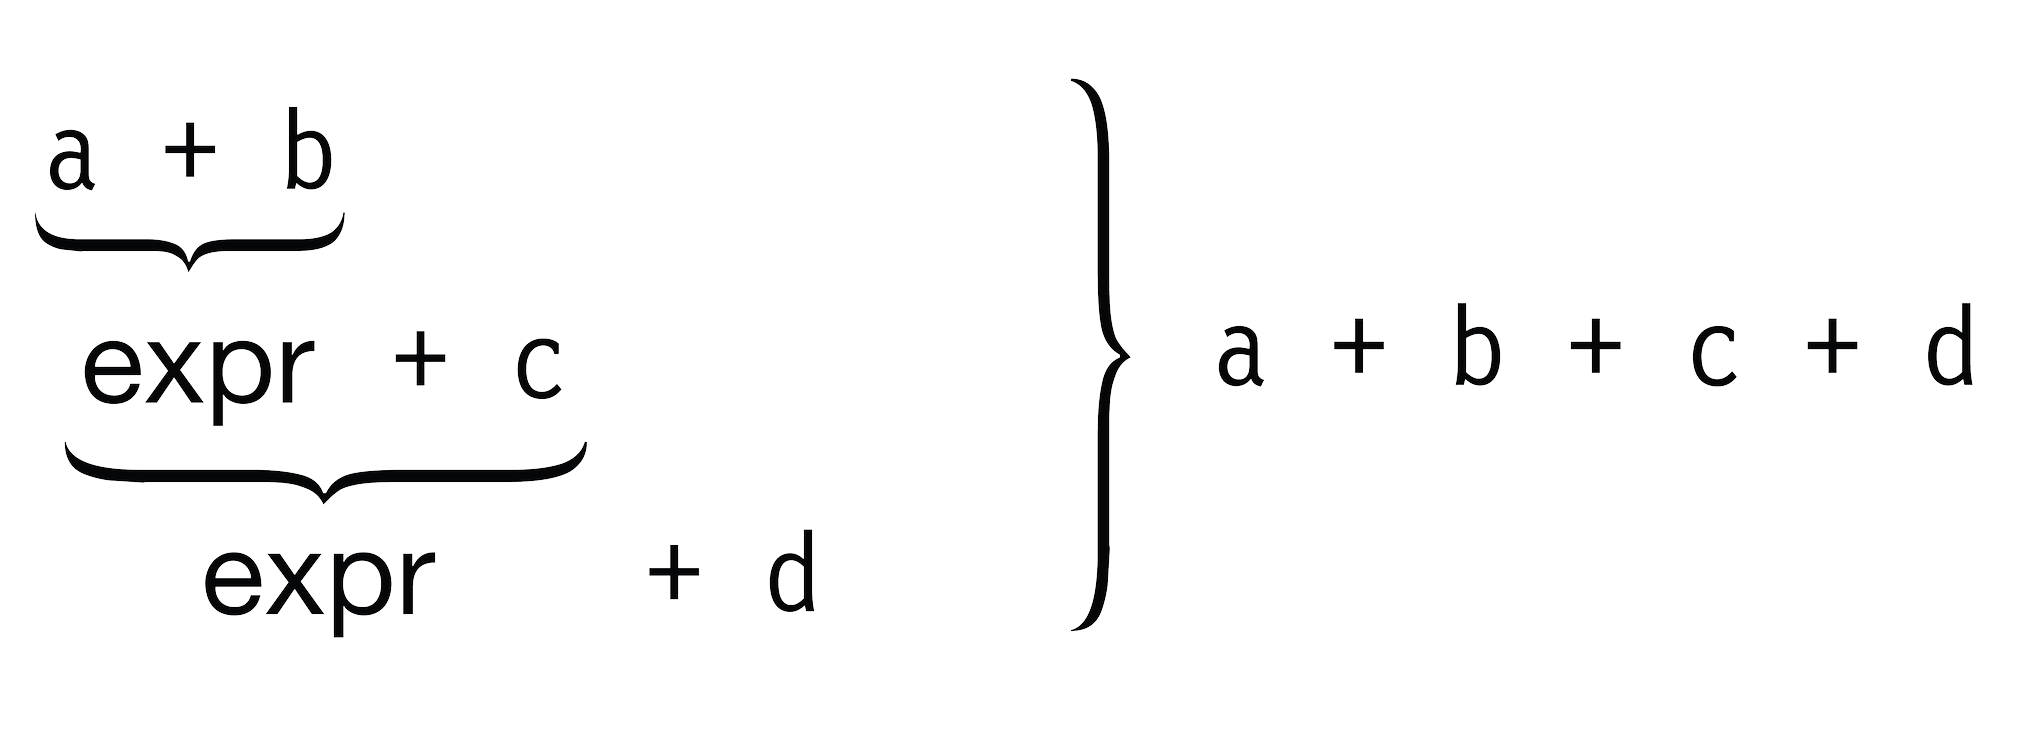 a + b
expr + c
expr + d
a + b + c + d